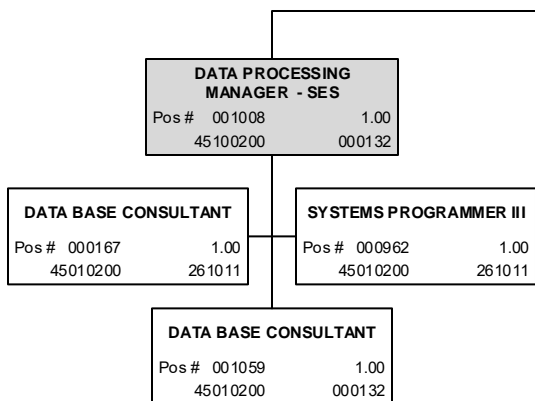 DATA PROCESSING
MANAGER - SES
Pos # 001008 1.00
45100200 000132
DATA BASE CONSULTANT
Pos # 000167 1.00
45010200 261011
SYSTEMS PROGRAMMER III
Pos # 000962 1.00
45010200 261011
DATA BASE CONSULTANT
Pos # 001059 1.00
45010200 000132